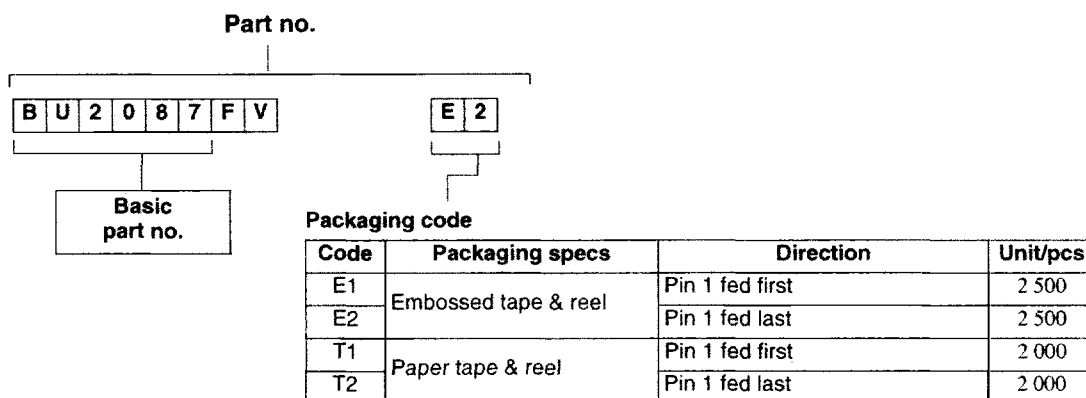 Part no.
B U 2 0 8 7 F V E 2
Basic
part no.
Packaging code
Code Packaging specs Direction Unit/pcs
E1 Embossed tape & reel Pin 1 fed first 2 500
E2 Pin 1 fed last 2 500
T1 Paper tape & reel Pin 1 fed first 2 000
T2 Pin 1 fed last 2 000